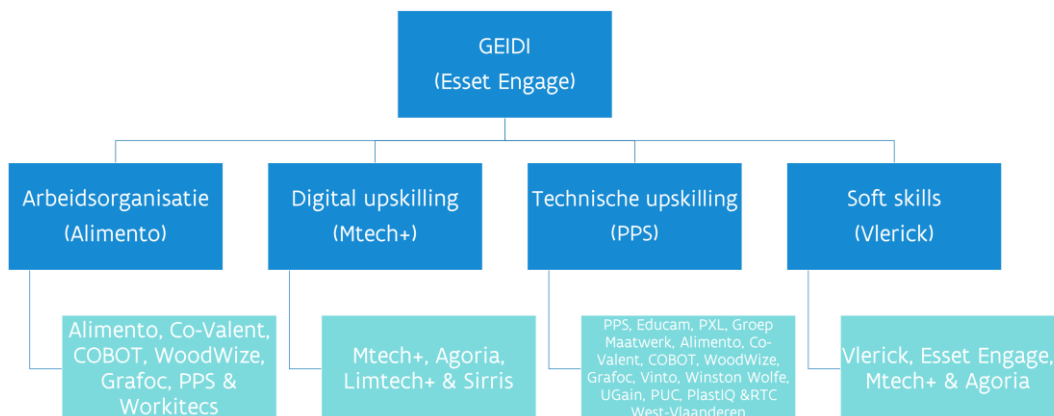 GEIDI
(Esset Engage)
Arbeidsorganisatie
(Alimento)
Digital upskilling
(Mtech+)
Technische upskilling
(PPS)
Soft skills
(Vlerick)
Alimento, Co-Valent,
COBOT, WoodWize,
Grafoc, PPS &
Workitecs
Mtech+, Agoria,
Limtech+ & Sirris
PPS, Educam, PXL, Groep
Maatwerk, Alimento, Co-
Valent, COBOT, WoodWize,
Grafoc, Vinto, Winston Wolfe,
UGain, PUC, PlastIQ &RTC
West-Vlaanderen
Vlerick, Esset Engage,
Mtech+ & Agoria